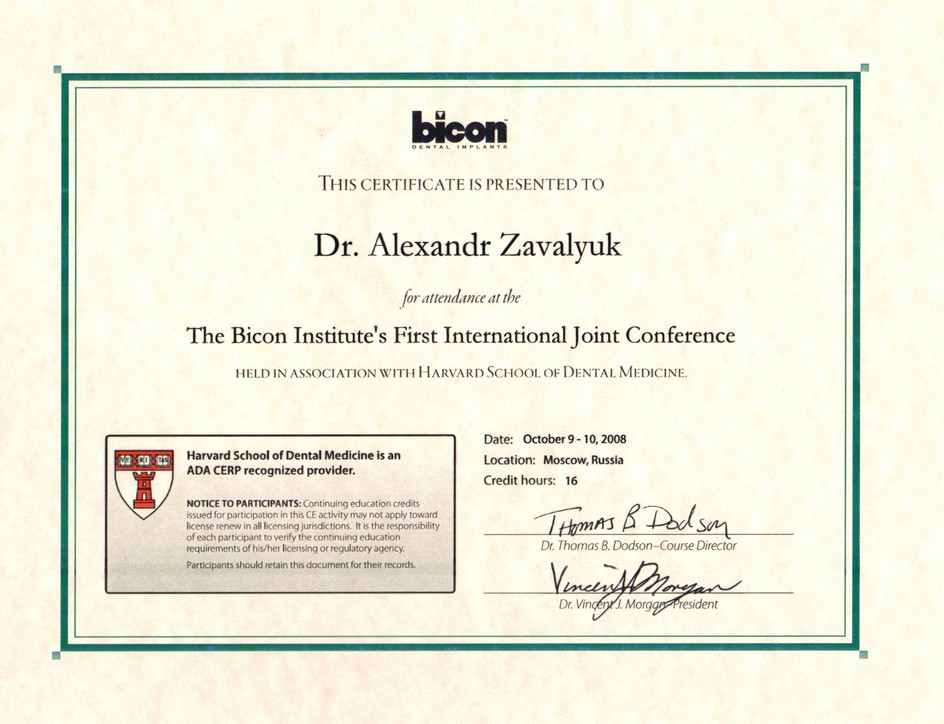 bicon™
DENTAL IMPLANTS
THIS CERTIFICATE IS PRESENTED TO
Dr. Alexandr Zavalyuk
for attendance at the
The Bicon Institute's First International Joint Conference
HELD IN ASSOCIATION WITH HARVARD SCHOOL OF DENTAL MEDICINE.
VE RI TAS
Harvard School of Dental Medicine is an
ADA CERP recognized provider.
NOTICE TO PARTICIPANTS: Continuing education credits
issued for participation in this CE activity may not apply toward
license renew in all licensing jurisdictions. It is the responsibility
of each participant to verify the continuing education
requirements of his/her licensing or regulatory agency.
Participants should retain this document for their records.
Date: October 9 - 10, 2008
Location: Moscow, Russia
Credit hours: 16
Thomas B Dodson
Dr. Thomas B. Dodson–Course Director
Vincent J Morgan
Dr. Vincent J. Morgan–President